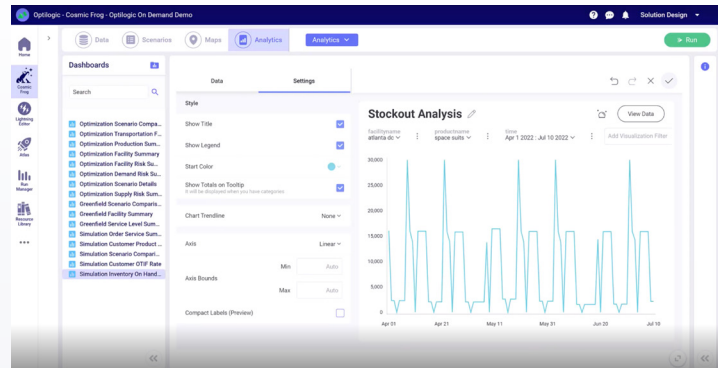 Optilogic - Cosmic Frog - Optilogic On Demand Demo
Solution Design
Home
Cosmic Frog
Lightning Editor
Atlas
Run Manager
Resource Library
Data
Scenarios
Maps
Analytics
Analytics
Run
Dashboards
Search
Optimization Scenario Compa...
Optimization Transportation F...
Optimization Production Sum...
Optimization Facility Summary
Optimization Facility Risk Su...
Optimization Demand Risk Su...
Optimization Scenario Details
Optimization Supply Risk Sum...
Greenfield Scenario Comparis...
Greenfield Facility Summary
Greenfield Service Level Sum...
Simulation Order Service Sum...
Simulation Customer Product ...
Simulation Scenario Compari...
Simulation Customer OTIF Rate
Simulation Inventory On Hand...
Data
Settings
Style
Show Title
Show Legend
Start Color
Show Totals on Tooltip
It will be displayed when you have categories
Chart Trendline
None
Axis
Linear
Axis Bounds
Min
Auto
Max
Auto
Compact Labels (Preview)
Stockout Analysis
View Data
facilityname
atlanta dc
productname
space suits
time
Apr 1 2022 : Jul 10 2022
Add Visualization Filter
30,000
25,000
20,000
15,000
10,000
5,000
0
Apr 01
Apr 21
May 11
May 31
Jun 20
Jul 10